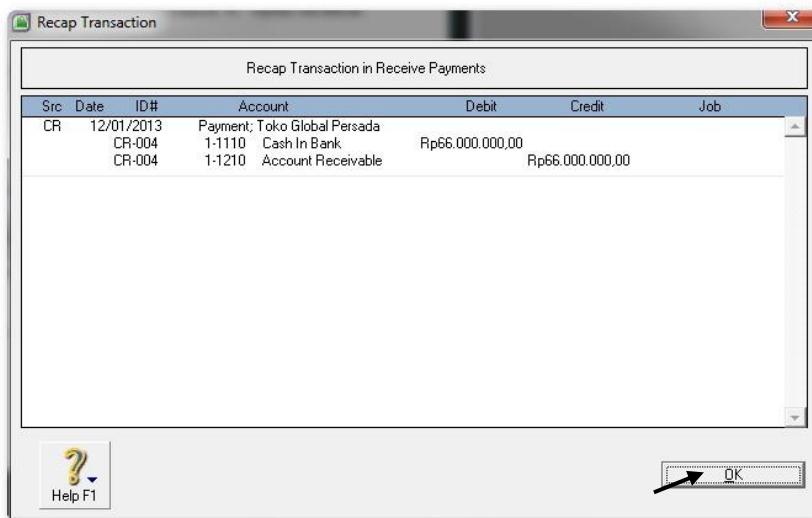 Recap Transaction
Recap Transaction in Receive Payments
Src Date ID# Account Debit Credit Job
CR 12/01/2013 Payment; Toko Global Persada
CR-004 1-1110 Cash In Bank Rp66.000.000,00
CR-004 1-1210 Account Receivable Rp66.000.000,00
OK
Help F1